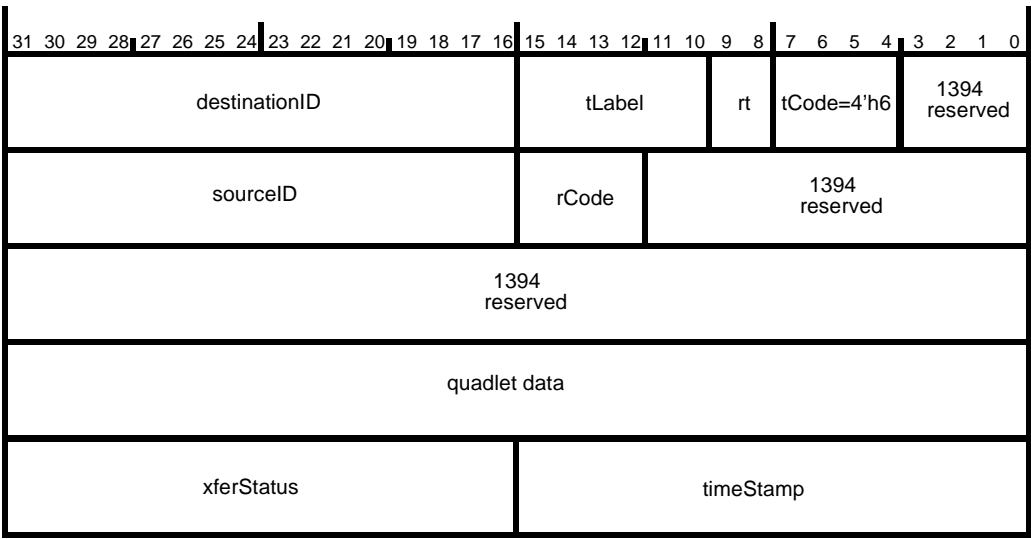 31 30 29 28 27 26 25 24 23 22 21 20 19 18 17 16 15 14 13 12 11 10 9 8 7 6 5 4 3 2 1 0
destinationID tLabel rt tCode=4'h6 1394
reserved
sourceID rCode 1394
reserved
1394
reserved
quadlet data
xferStatus timeStamp